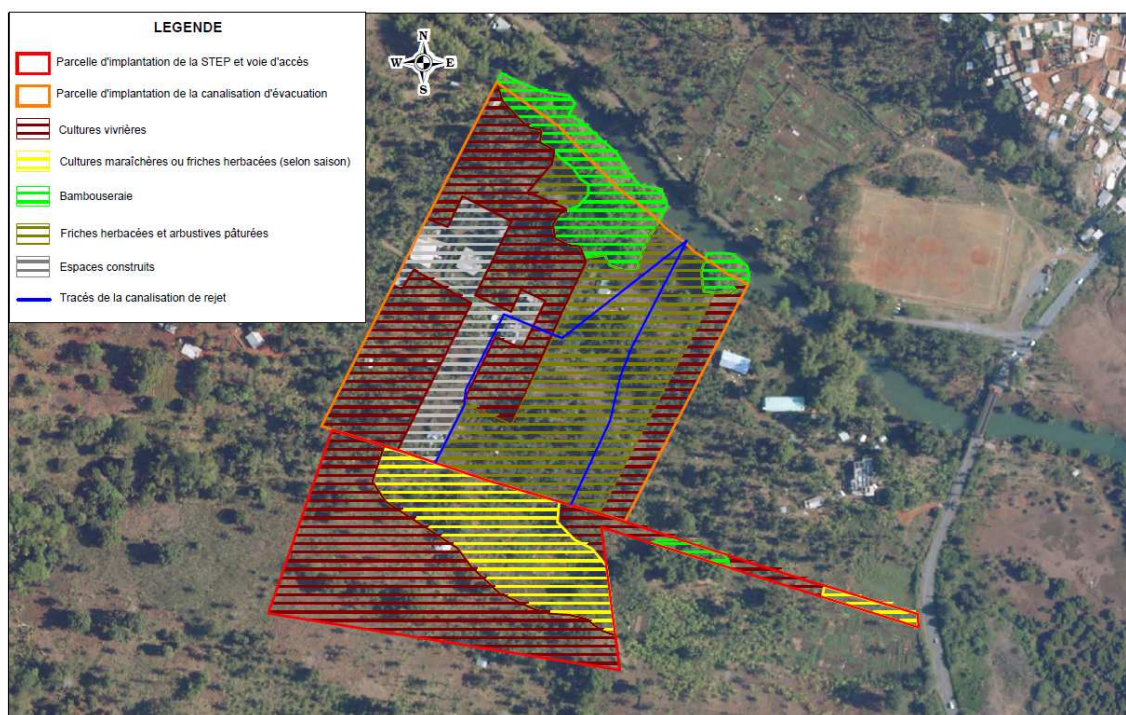 LEGENDE
Parcelle d'implantation de la STEP et voie d'accès
Parcelle d'implantation de la canalisation d'évacuation
Cultures vivrières
Cultures maraîchères ou friches herbacées (selon saison)
Bambouseraie
Friches herbacées et arbustives pâturées
Espaces construits
Tracés de la canalisation de rejet
N
W E
S